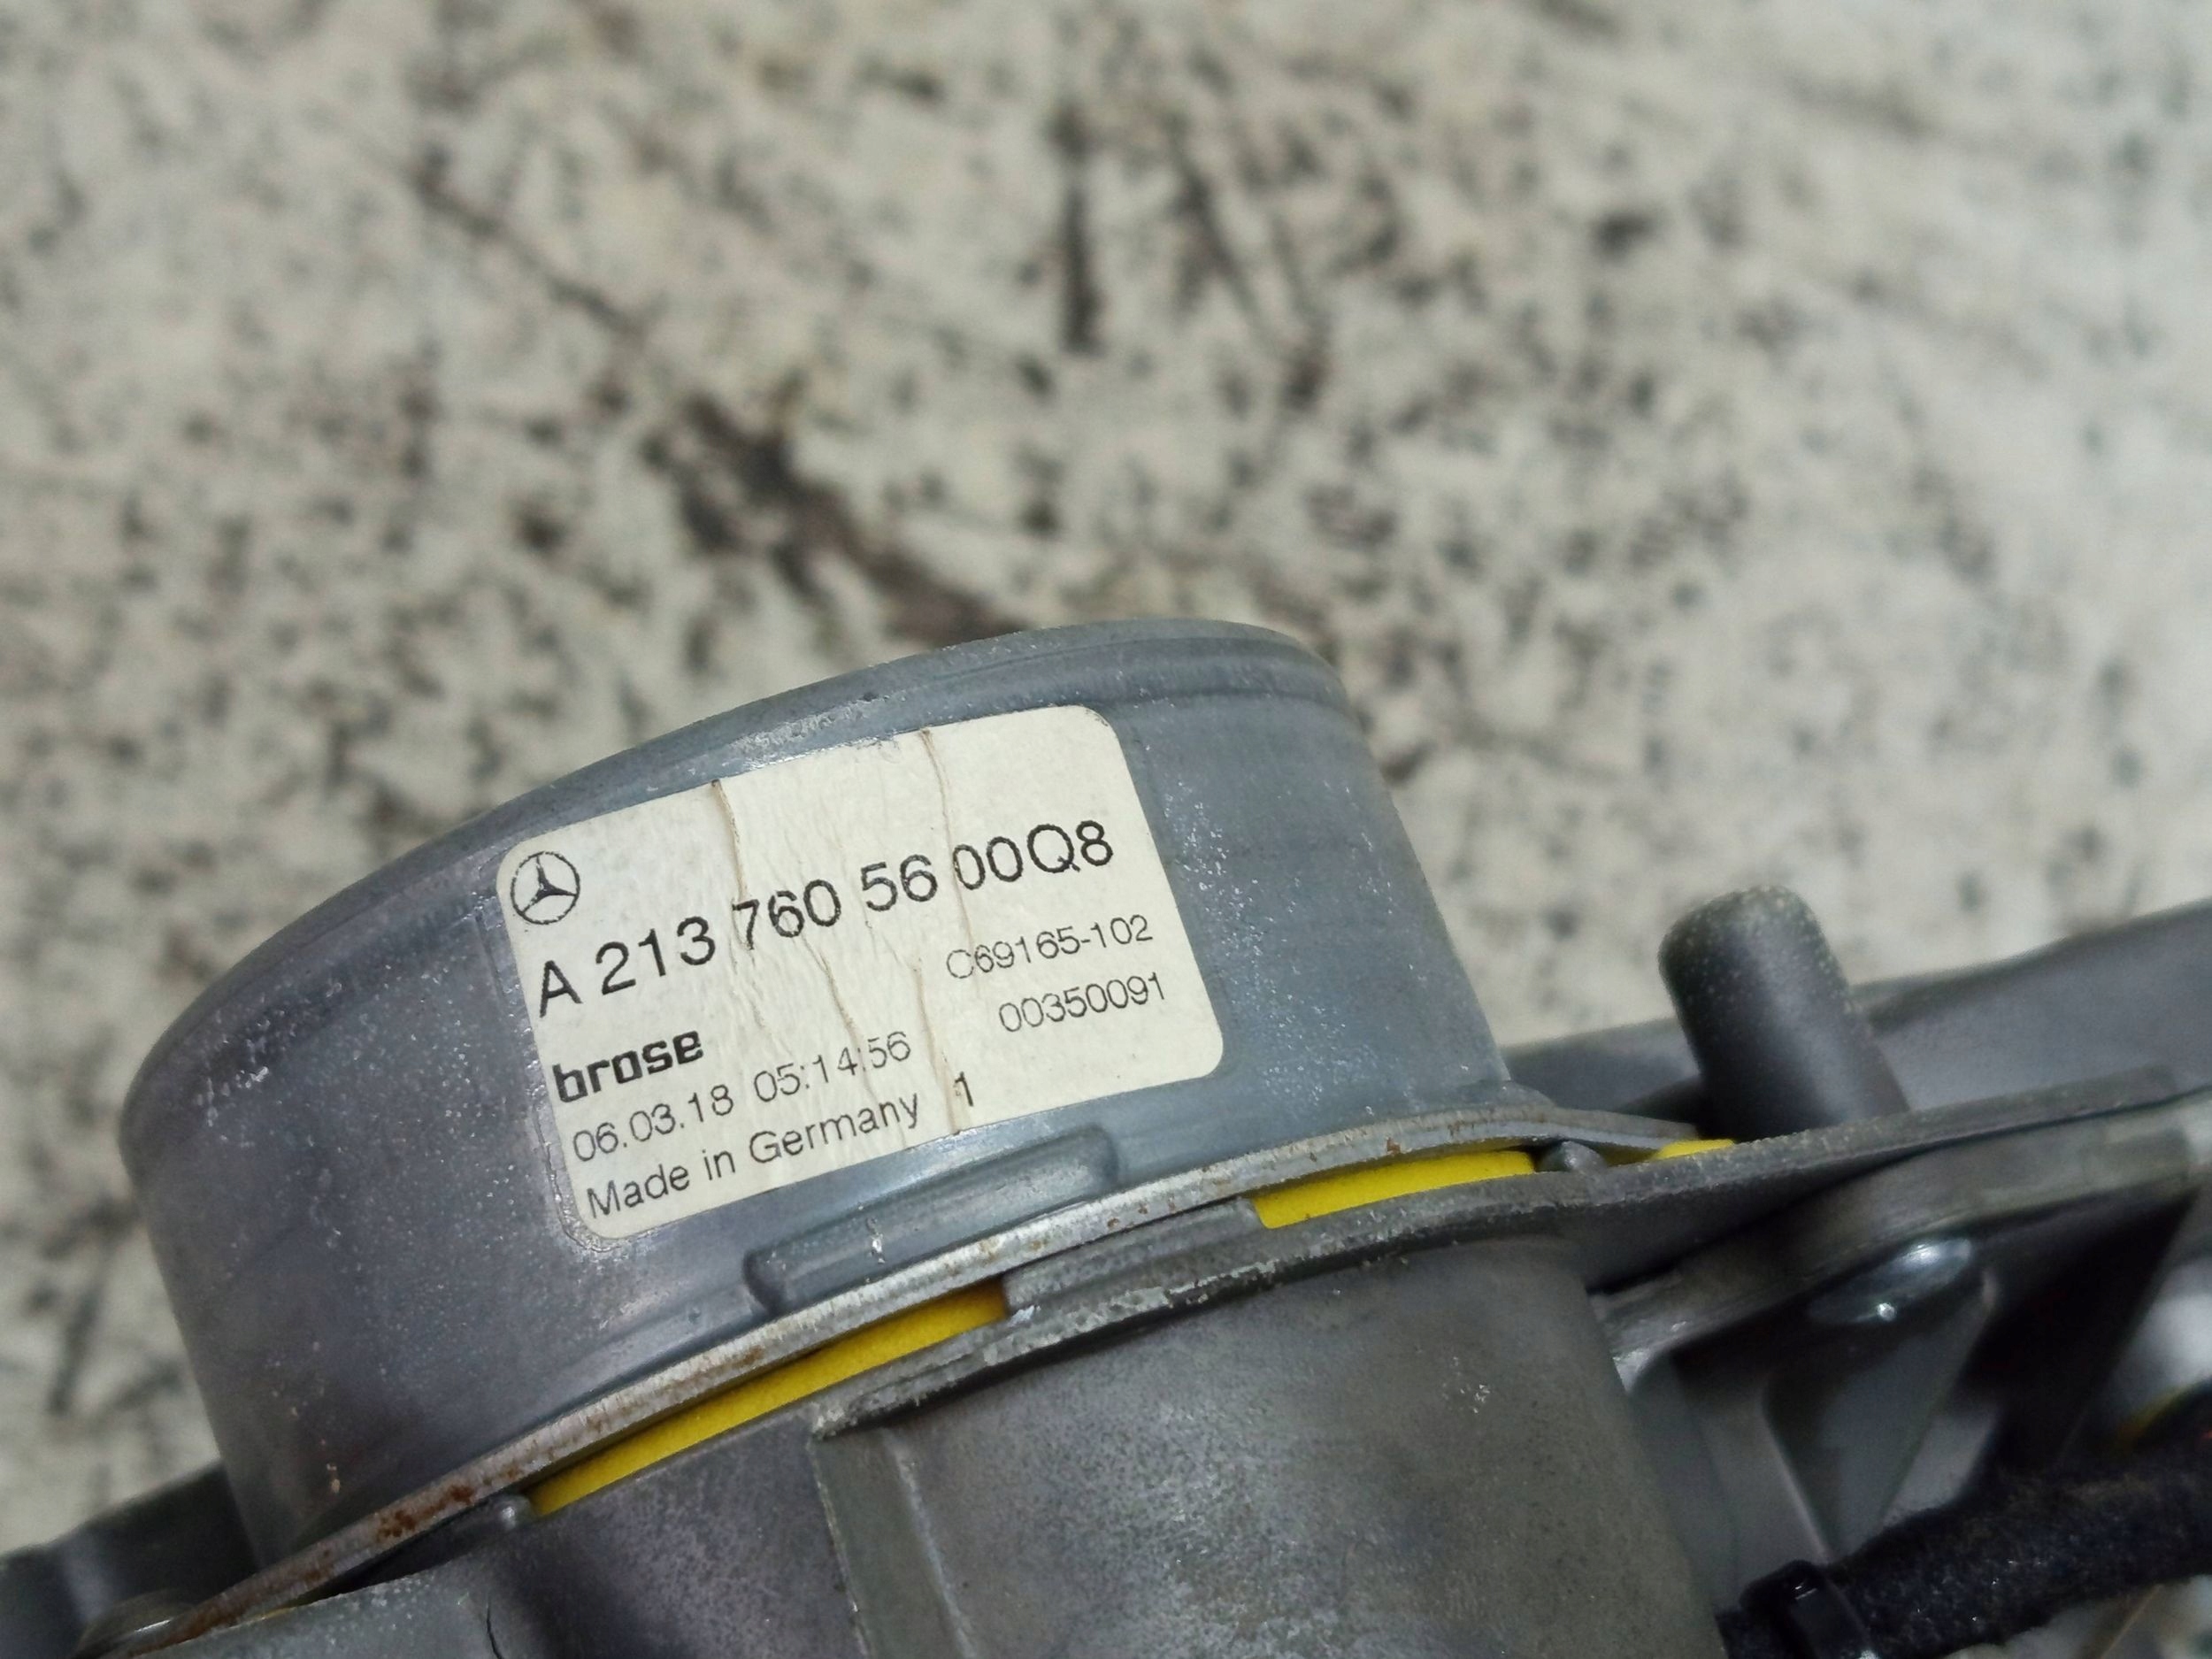 A 213 760 56 00Q8
C69165-102
brose
00350091
06.03.18 05:14:56
Made in Germany 1